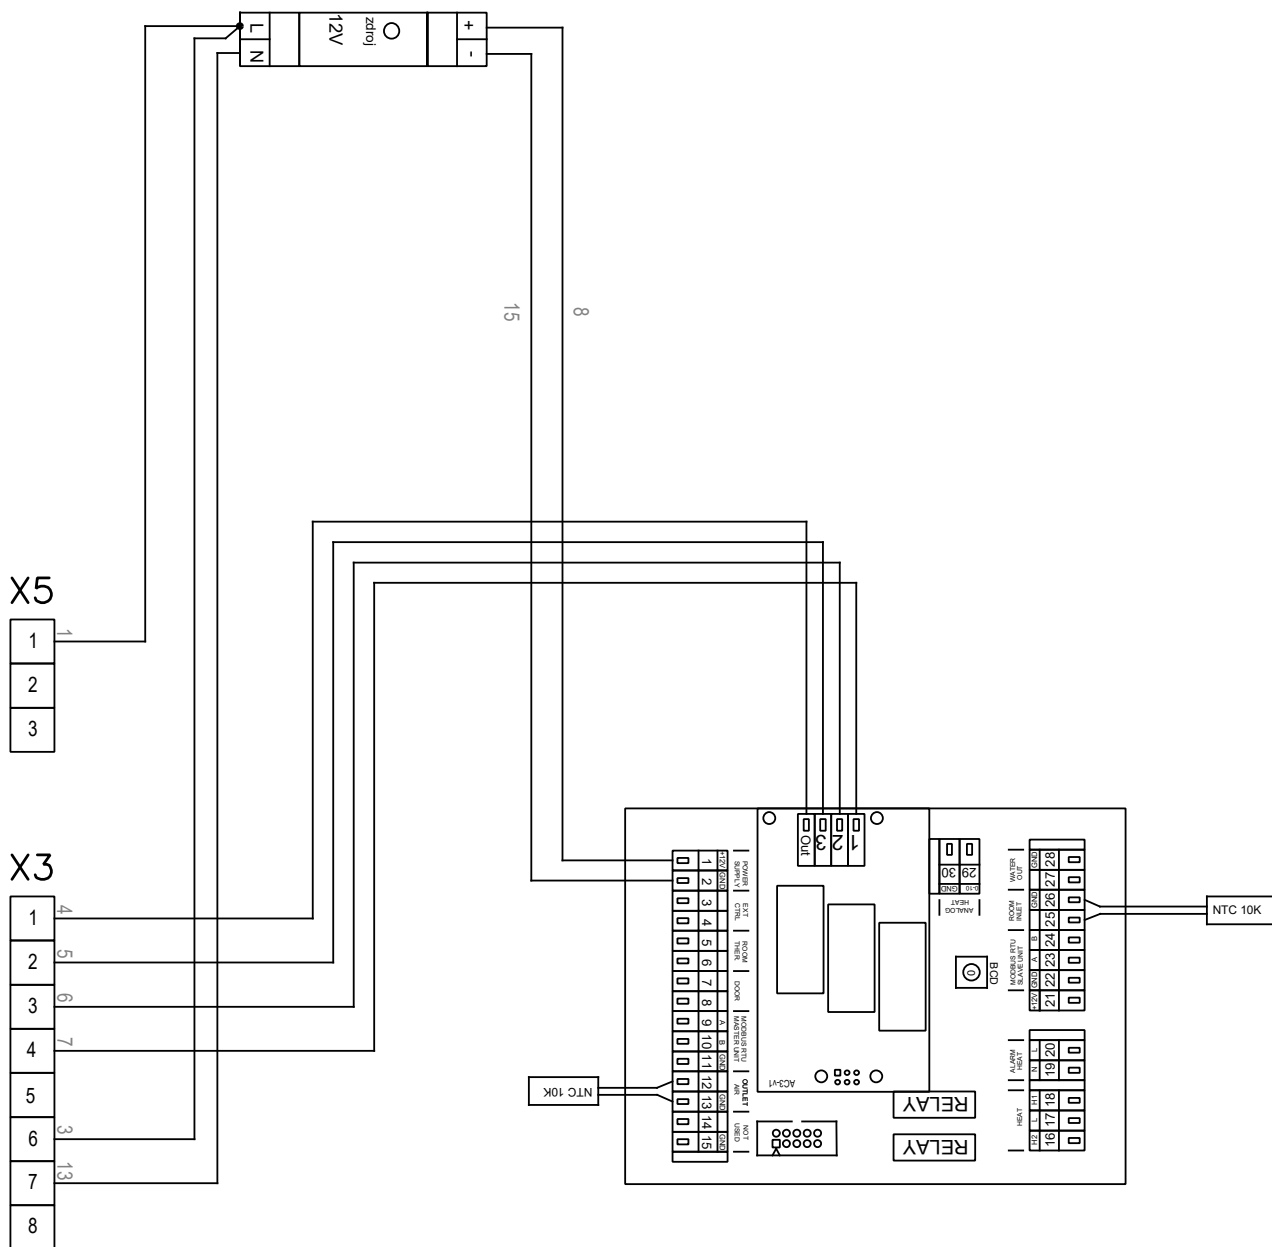 L
N
12V
zdroj
+
-
15
8
X5
1
2
3
1
X3
1
2
3
4
5
6
7
8
4
5
6
7
3
13
Out
3
2
1
1 +12V
2 GND
3
4
5
6
7
8
9 A
10 B
11 GND
12
13 GND
14
15 GND
POWER
SUPPLY
EXT
CTRL
ROOM
THER.
DOOR
MODBUS RTU
MASTER UNIT
OUTLET
AIR
NOT
USED
NTC 10K
AC3-v1
30 29
GND 0-10
ANALOG
HEAT
BCD
0
RELAY
RELAY
WATER
OUT
ROOM
INLET
MODBUS RTU
SLAVE UNIT
ALARM
HEAT
HEAT
GND 28
27
GND 26
25
B 24
A 23
GND 22
+12V 21
L 20
N 19
H1 18
L 17
H2 16
NTC 10K